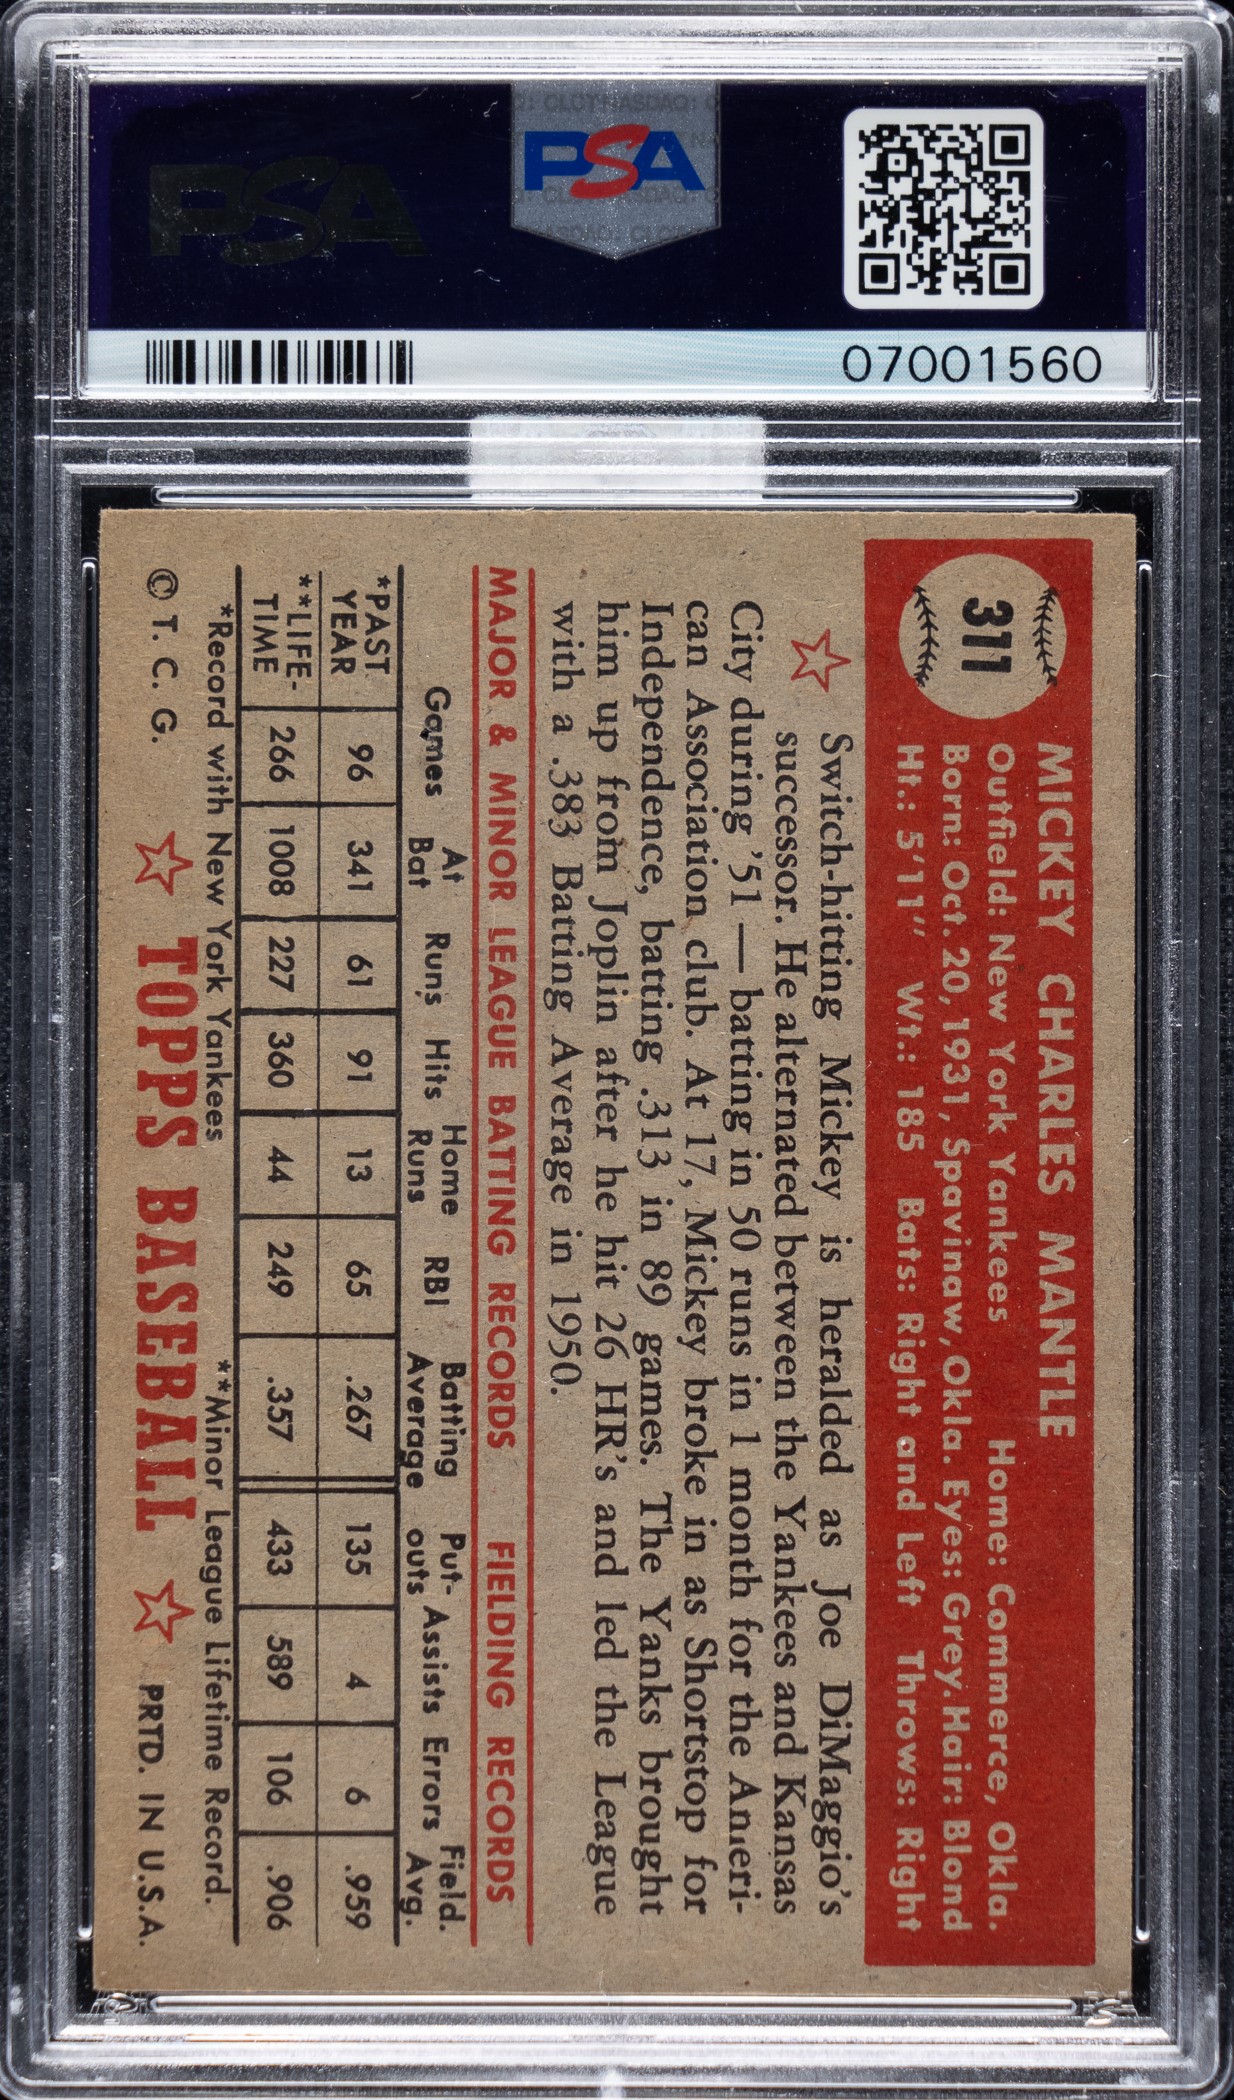 PSA
PSA
07001560
311
MICKEY CHARLES MANTLE
Outfield: New York Yankees Home: Commerce, Okla.
Born: Oct. 20, 1931, Spavinaw, Okla. Eyes: Grey. Hair: Blond
Ht.: 5'11" Wt.: 185 Bats: Right and Left Throws: Right
Switch-hitting Mickey is heralded as Joe DiMaggio's
successor. He alternated between the Yankees and Kansas
City during '51 — batting in 50 runs in 1 month for the Ameri-
can Association club. At 17, Mickey broke in as Shortstop for
Independence, batting .313 in 89 games. The Yanks brought
him up from Joplin after he hit 26 HR's and led the League
with a .383 Batting Average in 1950.
MAJOR & MINOR LEAGUE BATTING RECORDS FIELDING RECORDS
Games At Bat Runs Hits Home Runs RBI Batting Average Put-outs Assists Errors Field. Avg.
*PAST YEAR 96 341 61 91 13 65 .267 135 4 6 .959
**LIFE-TIME 266 1008 227 360 44 249 .357 433 589 106 .906
*Record with New York Yankees **Minor League Lifetime Record.
© T. C. G. TOPPS BASEBALL PRTD. IN U.S.A.